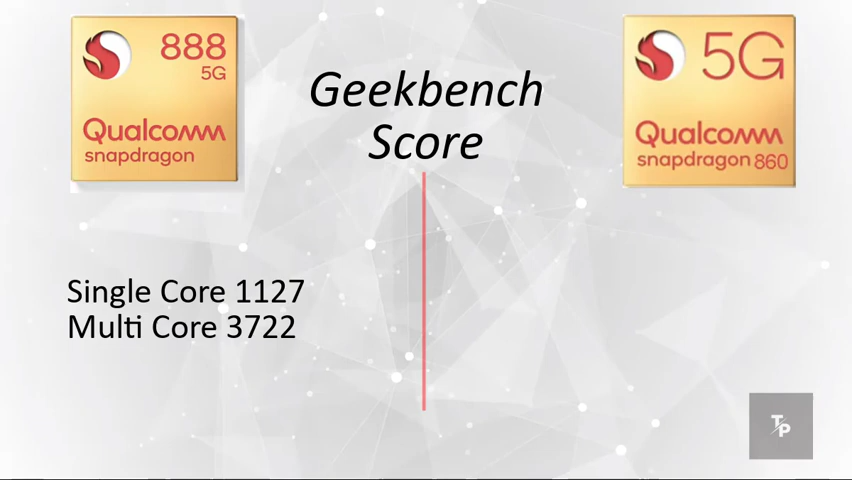 888
5G
Qualcomm
snapdragon
Geekbench
Score
5G
Qualcomm
snapdragon 860
Single Core 1127
Multi Core 3722
TP